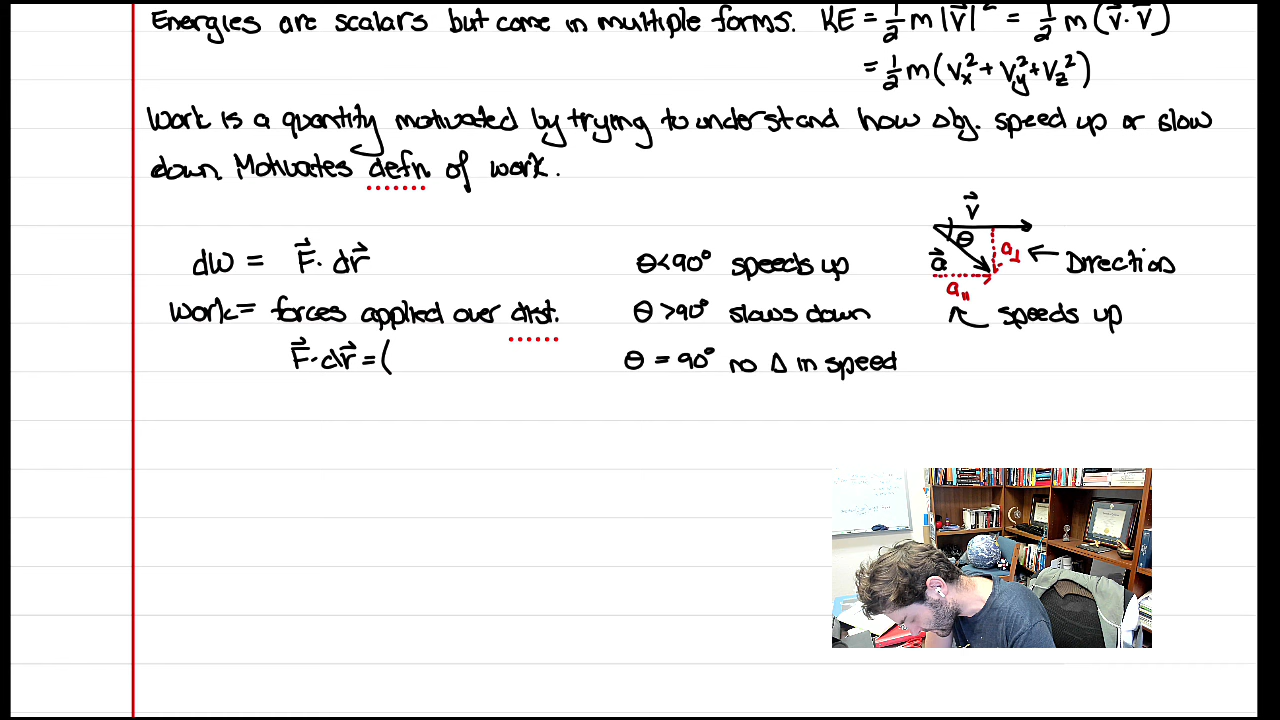 Energies are scalars but come in multiple forms. KE = 1/2 m |v⃗|² = 1/2 m (v⃗ · v⃗)
= 1/2 m (Vx² + Vy² + Vz²)
Work is a quantity motivated by trying to understand how obj. speed up or slow
down. Motivates defn. of work.
v⃗
θ
dW = F⃗ · dr⃗
θ<90° speeds up
a⃗
a⊥
Direction
a∥
Work = forces applied over dist.
θ >90° slows down
speeds up
F⃗ · dr⃗ = (
θ = 90° no Δ in speed